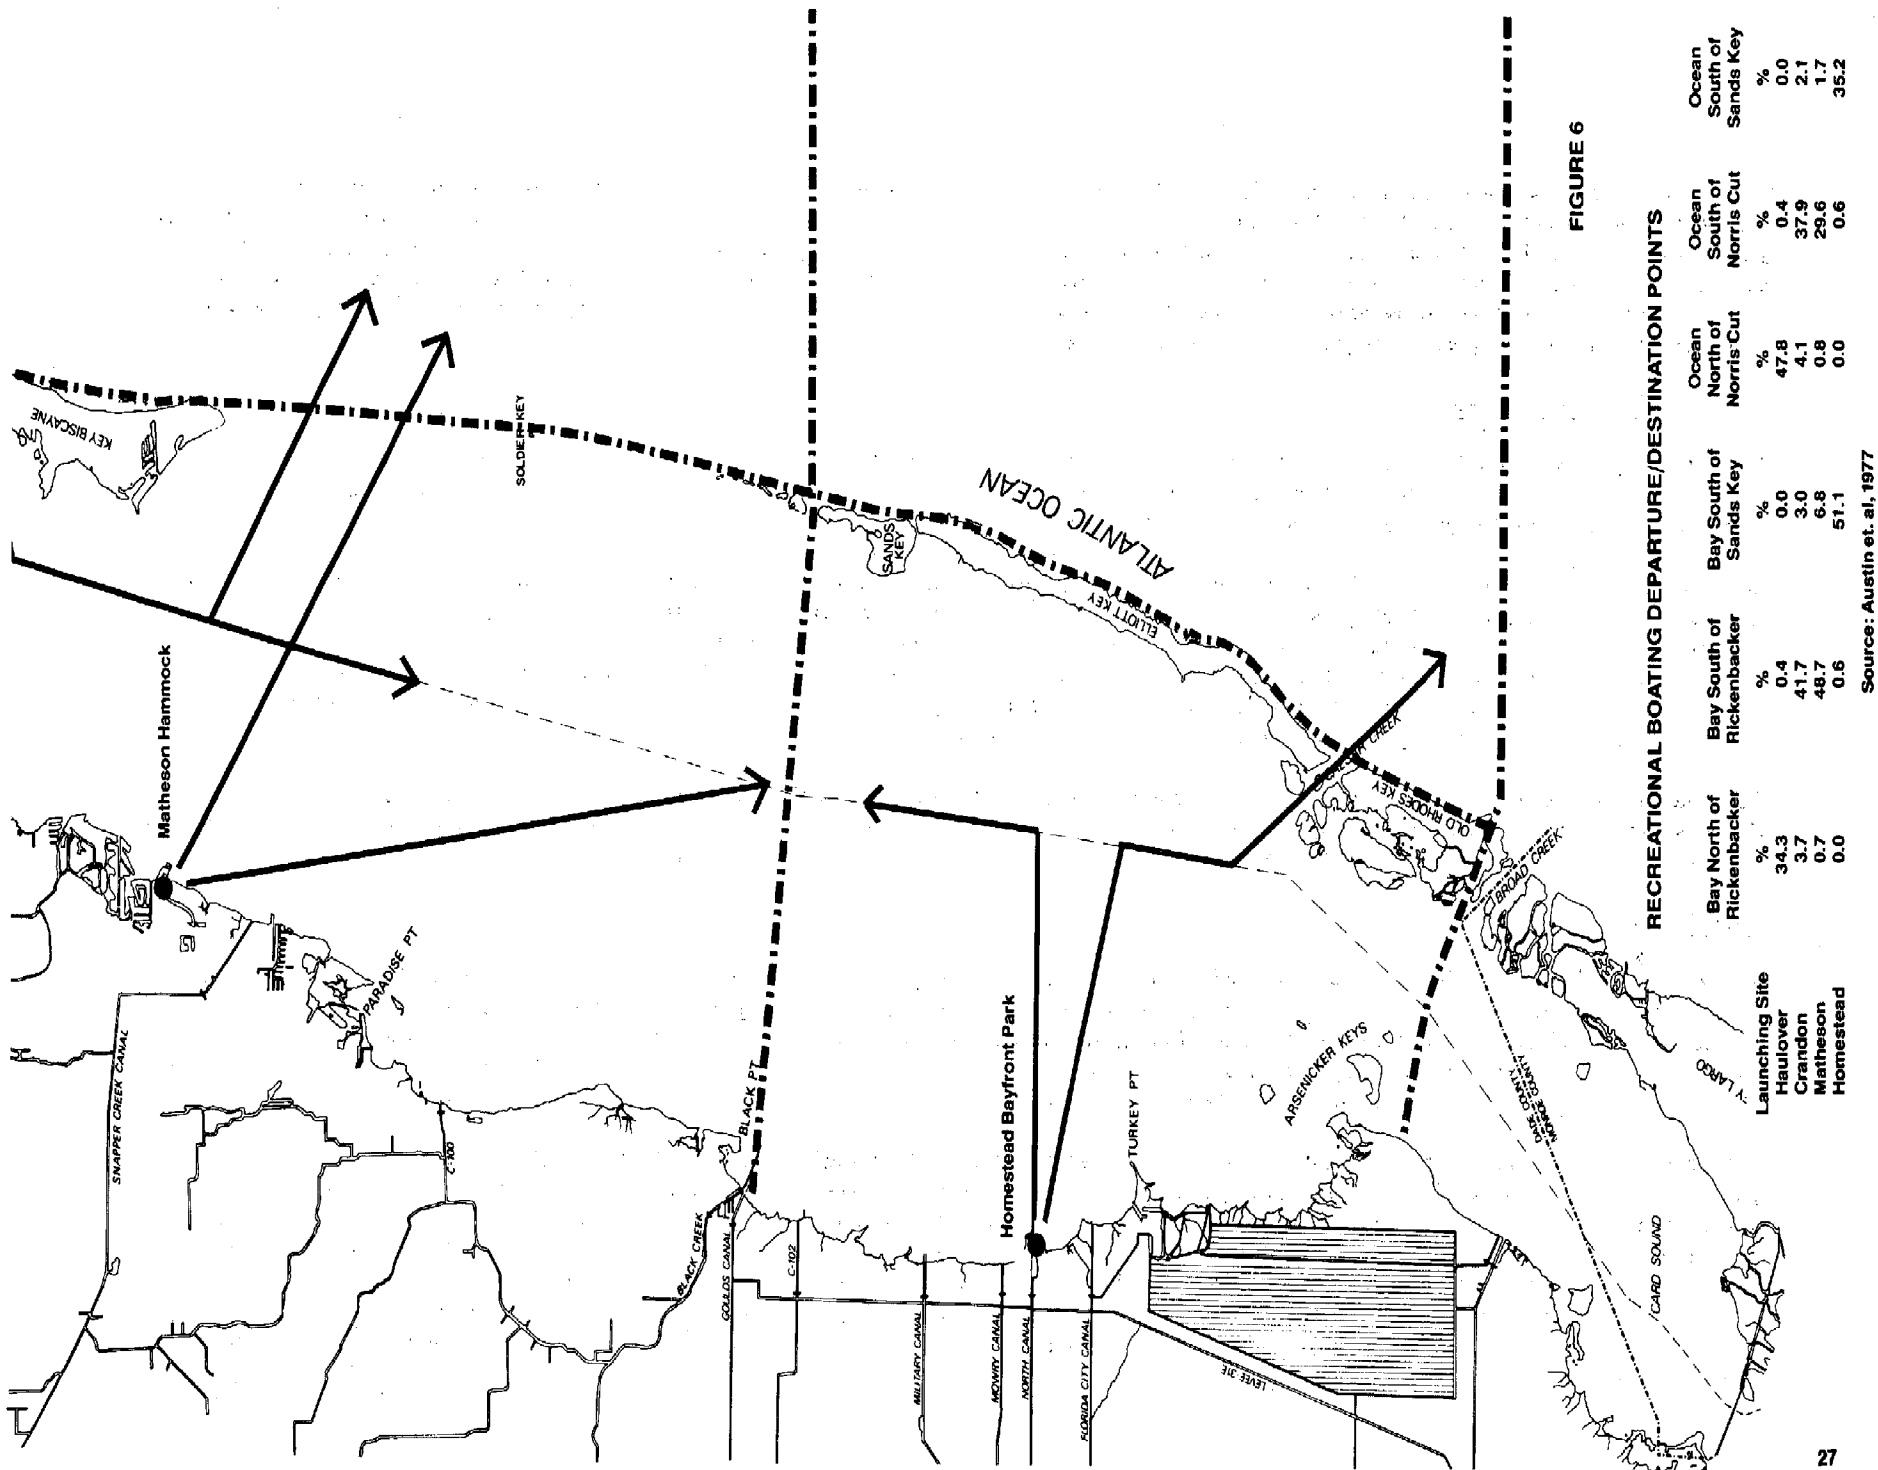 KEY BISCAYNE
SOLDIER KEY
Matheson Hammock
SNAPPER CREEK CANAL
PARADISE PT
C-100
BLACK PT
BLACK CREEK
GOULDS CANAL
C-102
SANDS
KEY
ATLANTIC OCEAN
ELLIOTT KEY
Homestead Bayfront Park
MILITARY CANAL
MOWRY CANAL
NORTH CANAL
FLORIDA CITY CANAL
LEVEE 31E
TURKEY PT
ARSENICKER KEYS
CREEK
OLD RHODES KEY
BROAD CREEK
DADE COUNTY
MONROE COUNTY
CARD SOUND
Y LARGO
FIGURE 6
RECREATIONAL BOATING DEPARTURE/DESTINATION POINTS
Launching Site
Bay North of
Rickenbacker
Bay South of
Rickenbacker
Bay South of
Sands Key
Ocean
North of
Norris Cut
Ocean
South of
Norris Cut
Ocean
South of
Sands Key
% % % % % %
Haulover 34.3 0.4 0.0 47.8 0.4 0.0
Crandon 3.7 41.7 3.0 4.1 37.9 2.1
Matheson 0.7 48.7 6.8 0.8 29.6 1.7
Homestead 0.0 0.6 51.1 0.0 0.6 35.2
Source: Austin et. al, 1977
27